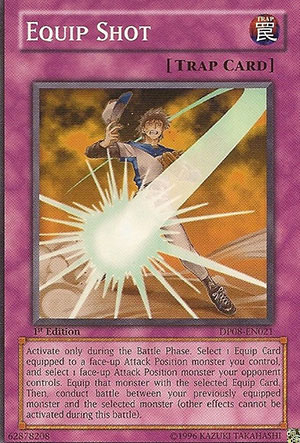 EQUIP SHOT
TRAP
罠
[ TRAP CARD ]
1st Edition
DP08-EN021
Activate only during the Battle Phase. Select 1 Equip Card
equipped to a face-up Attack Position monster you control,
and select 1 face-up Attack Position monster your opponent
controls. Equip that monster with the selected Equip Card.
Then, conduct battle between your previously equipped
monster and the selected monster (other effects cannot be
activated during this battle).
62878208
©1996 KAZUKI TAKAHASHI